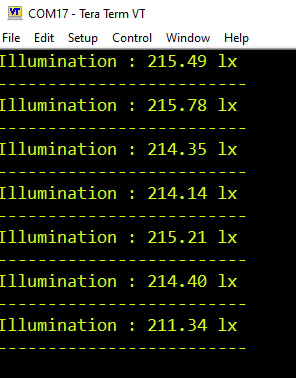 VT COM17 - Tera Term VT
File Edit Setup Control Window Help
Illumination : 215.49 lx
-------------------------
Illumination : 215.78 lx
-------------------------
Illumination : 214.35 lx
-------------------------
Illumination : 214.14 lx
-------------------------
Illumination : 215.21 lx
-------------------------
Illumination : 214.40 lx
-------------------------
Illumination : 211.34 lx
-------------------------